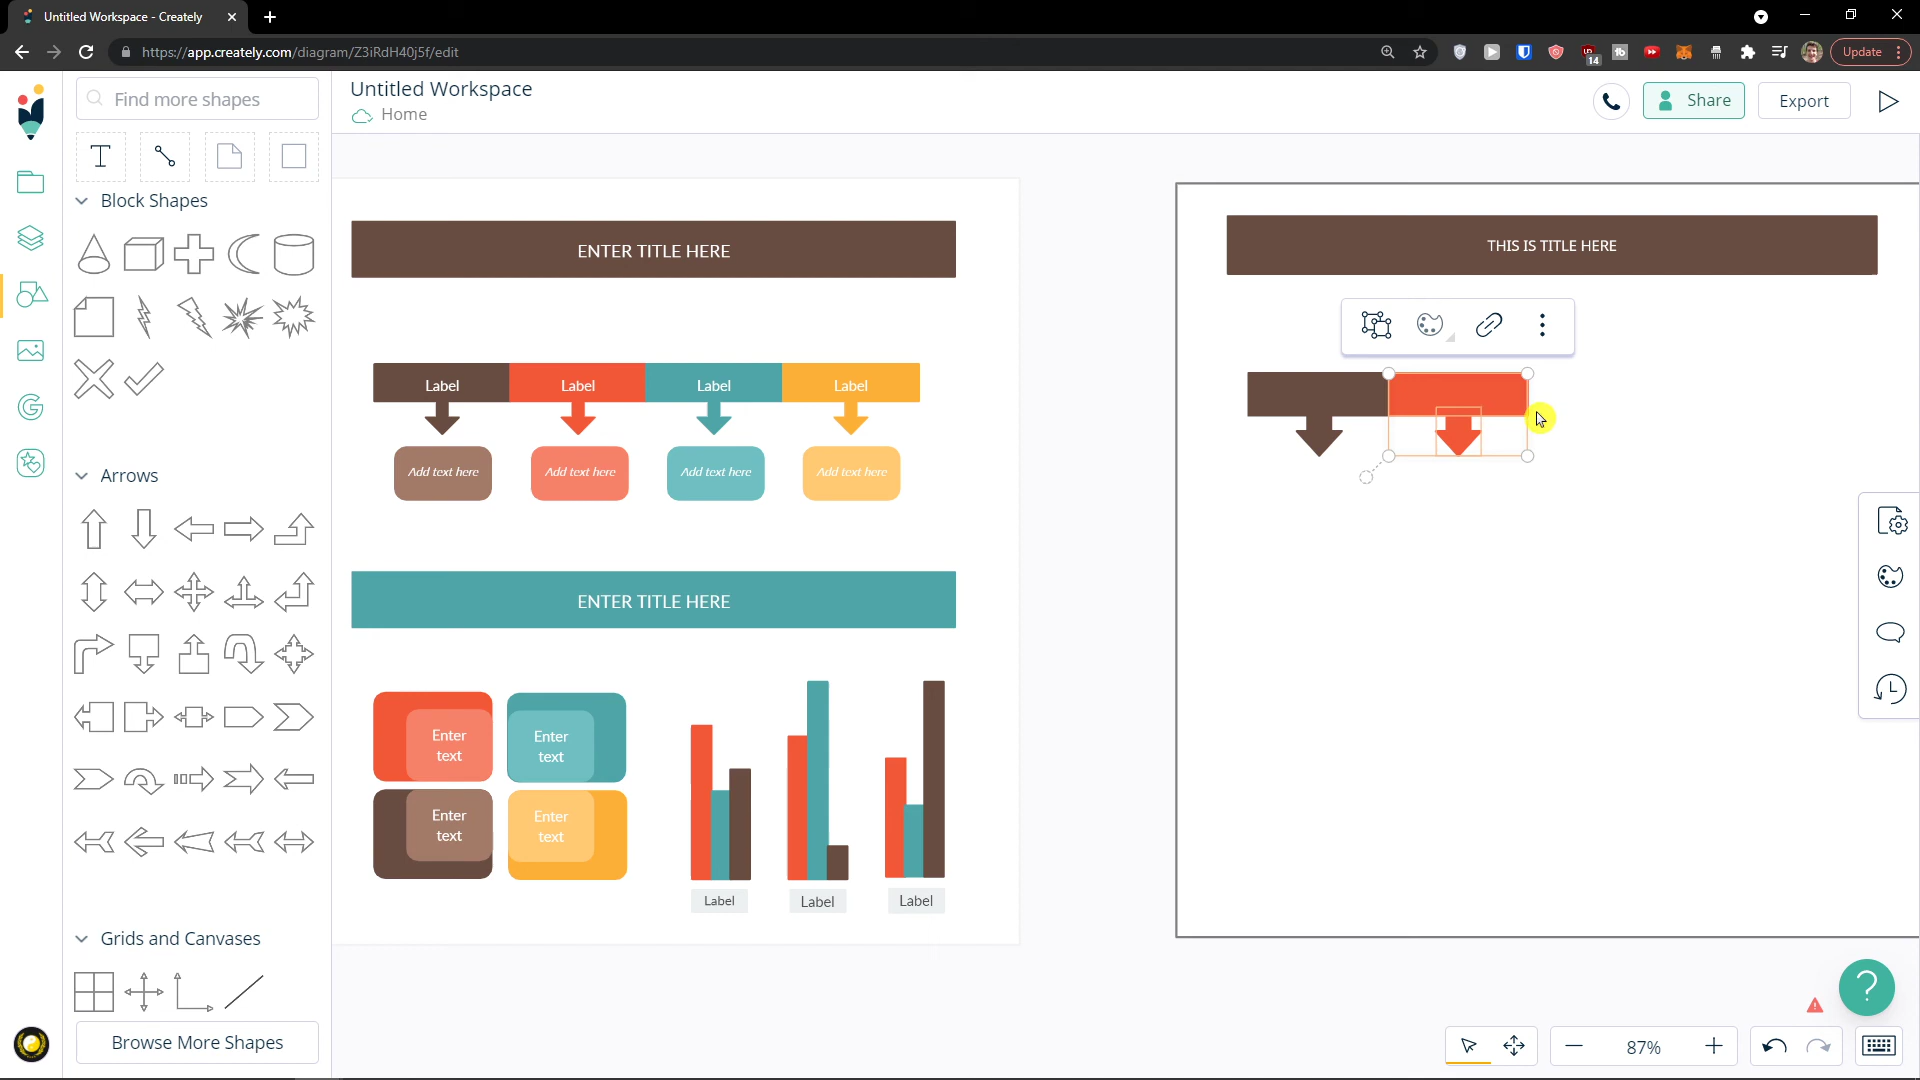 Untitled Workspace - Creately
https://app.creately.com/diagram/Z3iRdH40j5f/edit
14
tb
Update
Find more shapes
Untitled Workspace
Home
Share
Export
T
Block Shapes
ENTER TITLE HERE
THIS IS TITLE HERE
Label Label Label Label
Add text here Add text here Add text here Add text here
Arrows
ENTER TITLE HERE
Enter text
Enter text
Enter text
Enter text
Label Label Label
Grids and Canvases
Browse More Shapes
?
87%